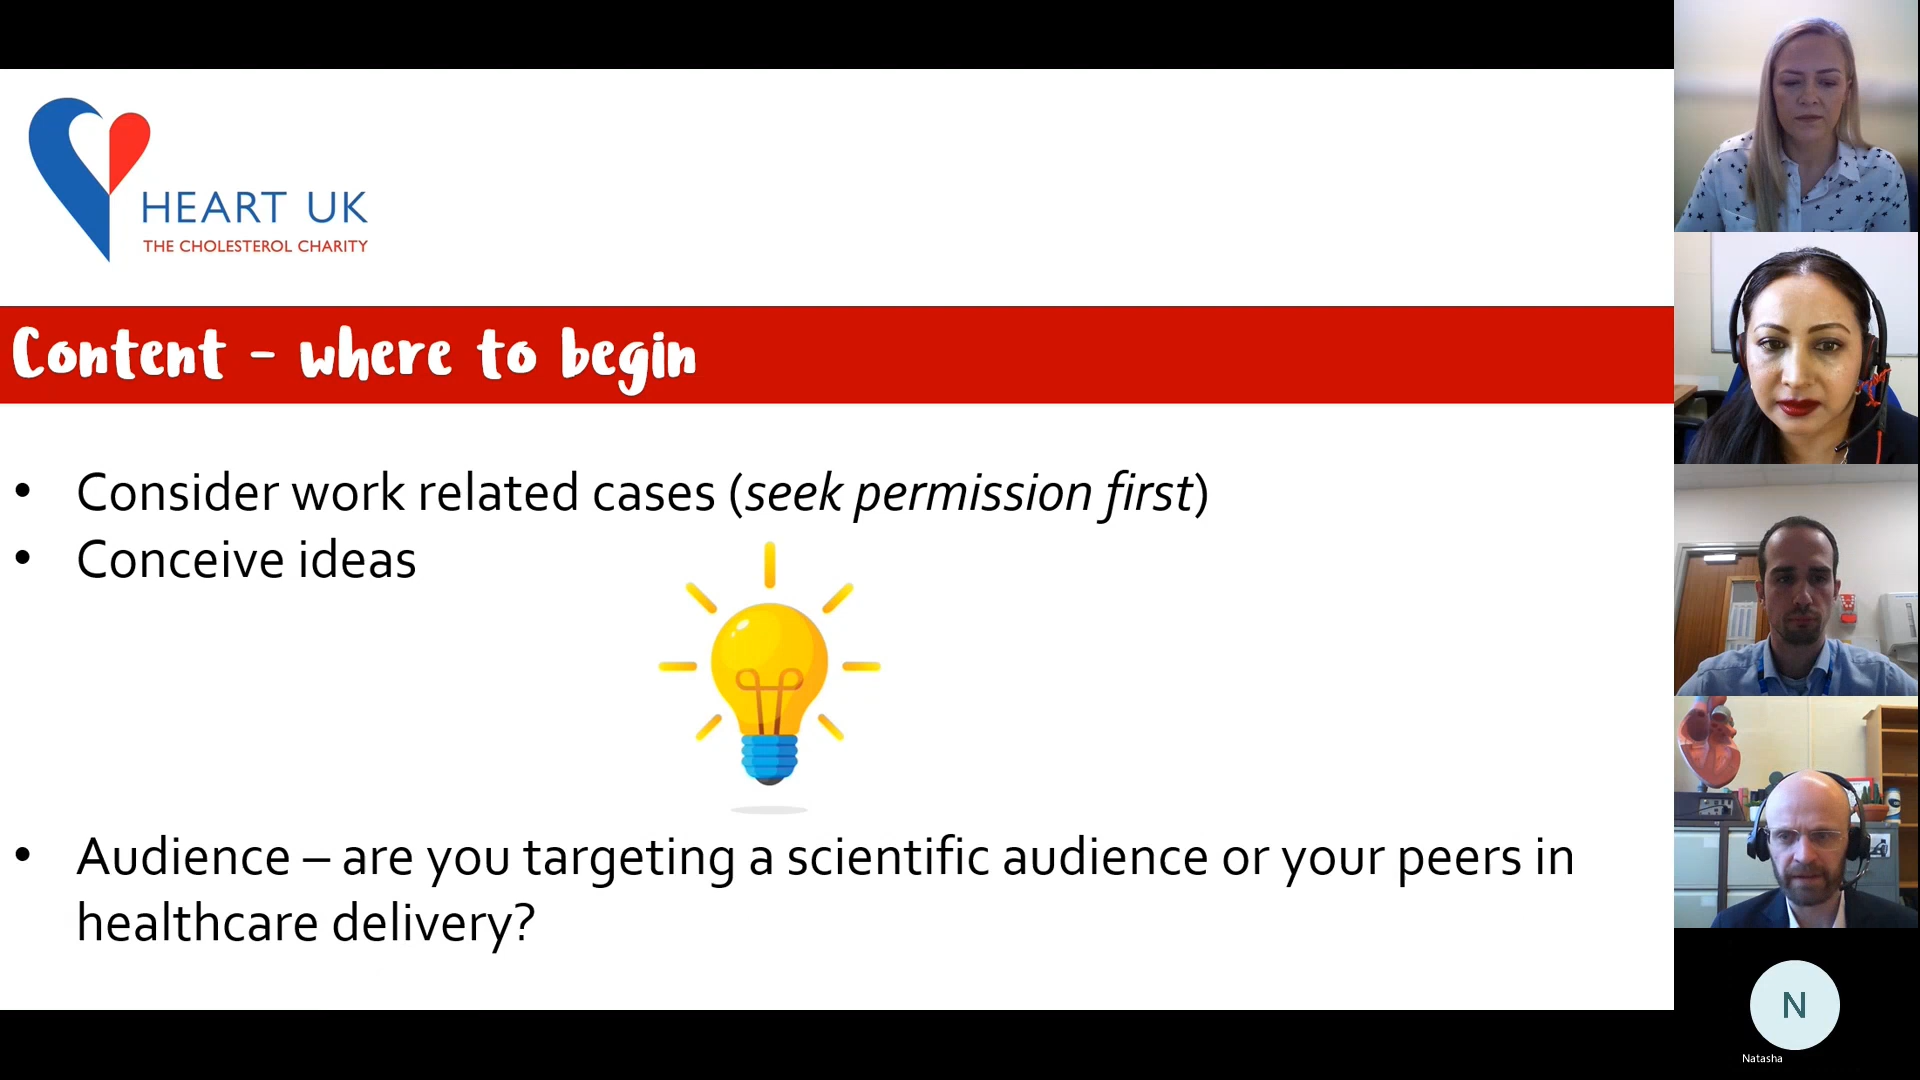 HEART UK
THE CHOLESTEROL CHARITY
Content - where to begin
• Consider work related cases (seek permission first)
• Conceive ideas
• Audience – are you targeting a scientific audience or your peers in
healthcare delivery?
N
Natasha